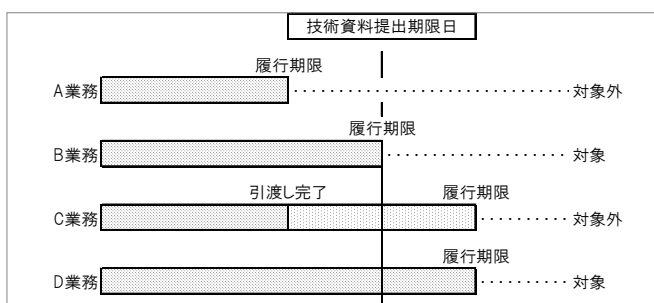 技術資料提出期限日
履行期限
A業務 対象外
履行期限
B業務 対象
引渡し完了 履行期限
C業務 対象外
履行期限
D業務 対象